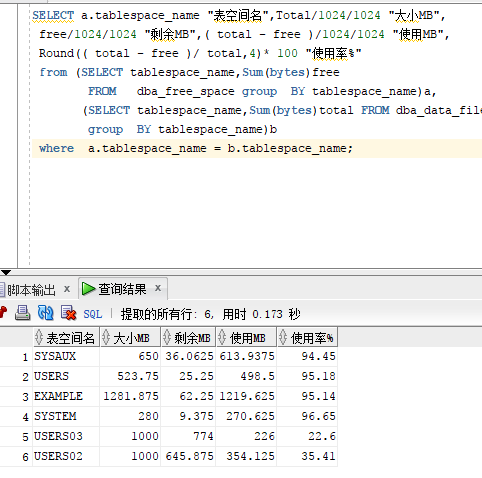 SELECT a.tablespace_name "表空间名",Total/1024/1024 "大小MB",
free/1024/1024 "剩余MB",( total - free )/1024/1024 "使用MB",
Round(( total - free )/ total,4)* 100 "使用率%"
from (SELECT tablespace_name,Sum(bytes)free
FROM dba_free_space group BY tablespace_name)a,
(SELECT tablespace_name,Sum(bytes)total FROM dba_data_file
group BY tablespace_name)b
where a.tablespace_name = b.tablespace_name;
脚本输出 x 查询结果 x
SQL | 提取的所有行: 6, 用时 0.173 秒
表空间名 大小MB 剩余MB 使用MB 使用率%
1 SYSAUX 650 36.0625 613.9375 94.45
2 USERS 523.75 25.25 498.5 95.18
3 EXAMPLE 1281.875 62.25 1219.625 95.14
4 SYSTEM 280 9.375 270.625 96.65
5 USERS03 1000 774 226 22.6
6 USERS02 1000 645.875 354.125 35.41